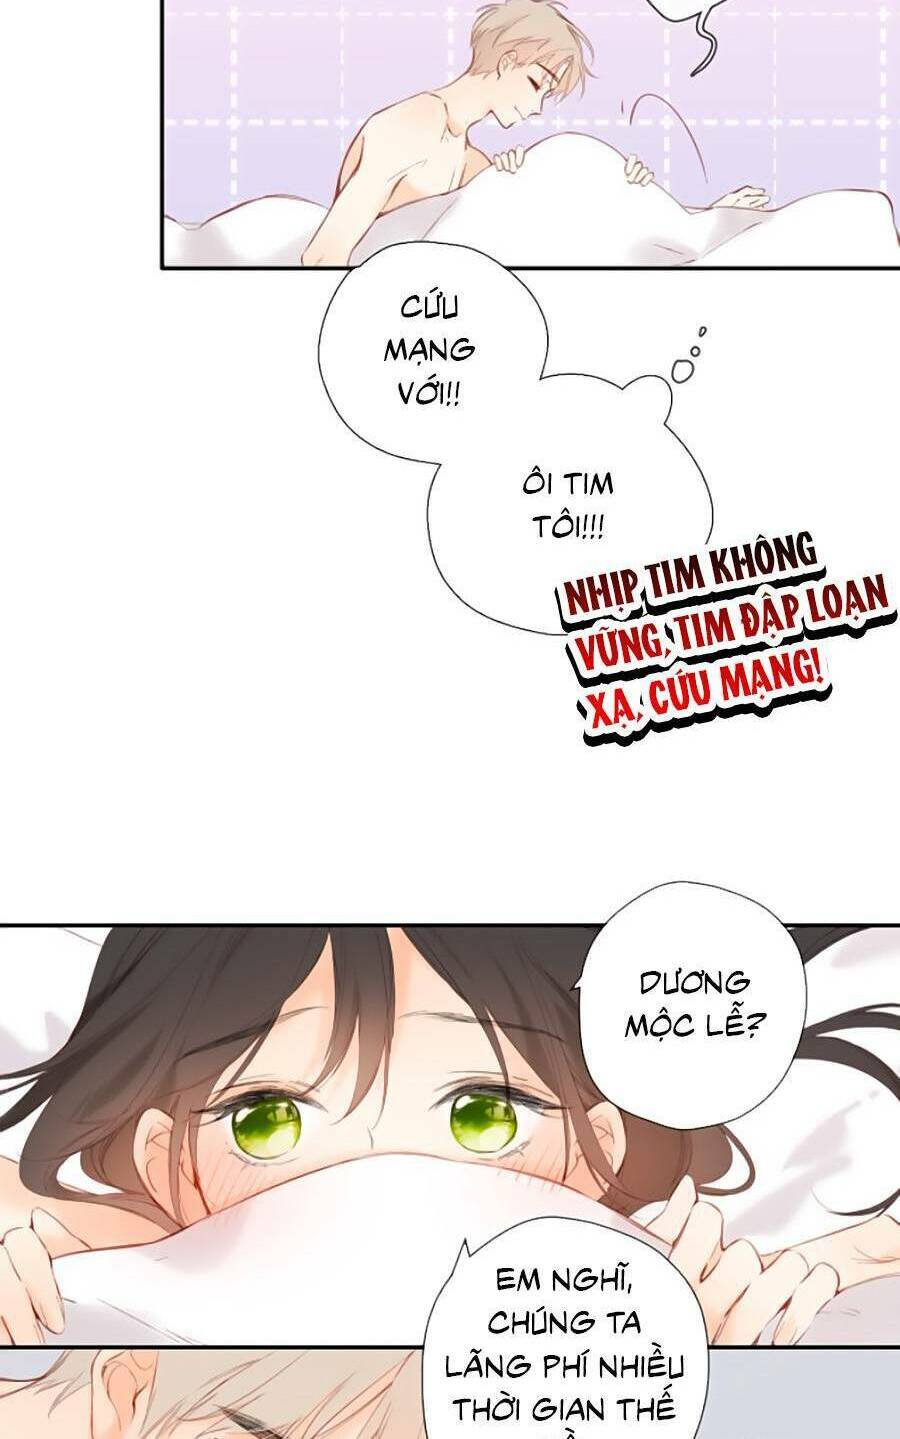 CỨU
MẠNG
VỚI!!!
ÔI TIM
TÔI!!!
NHỊP TIM KHÔNG
VỮNG, TIM ĐẬP LOẠN
XẠ, CỨU MẠNG!
DƯƠNG
MỘC LỄ?
EM NGHĨ,
CHÚNG TA
LÃNG PHÍ NHIỀU
THỜI GIAN THẾ